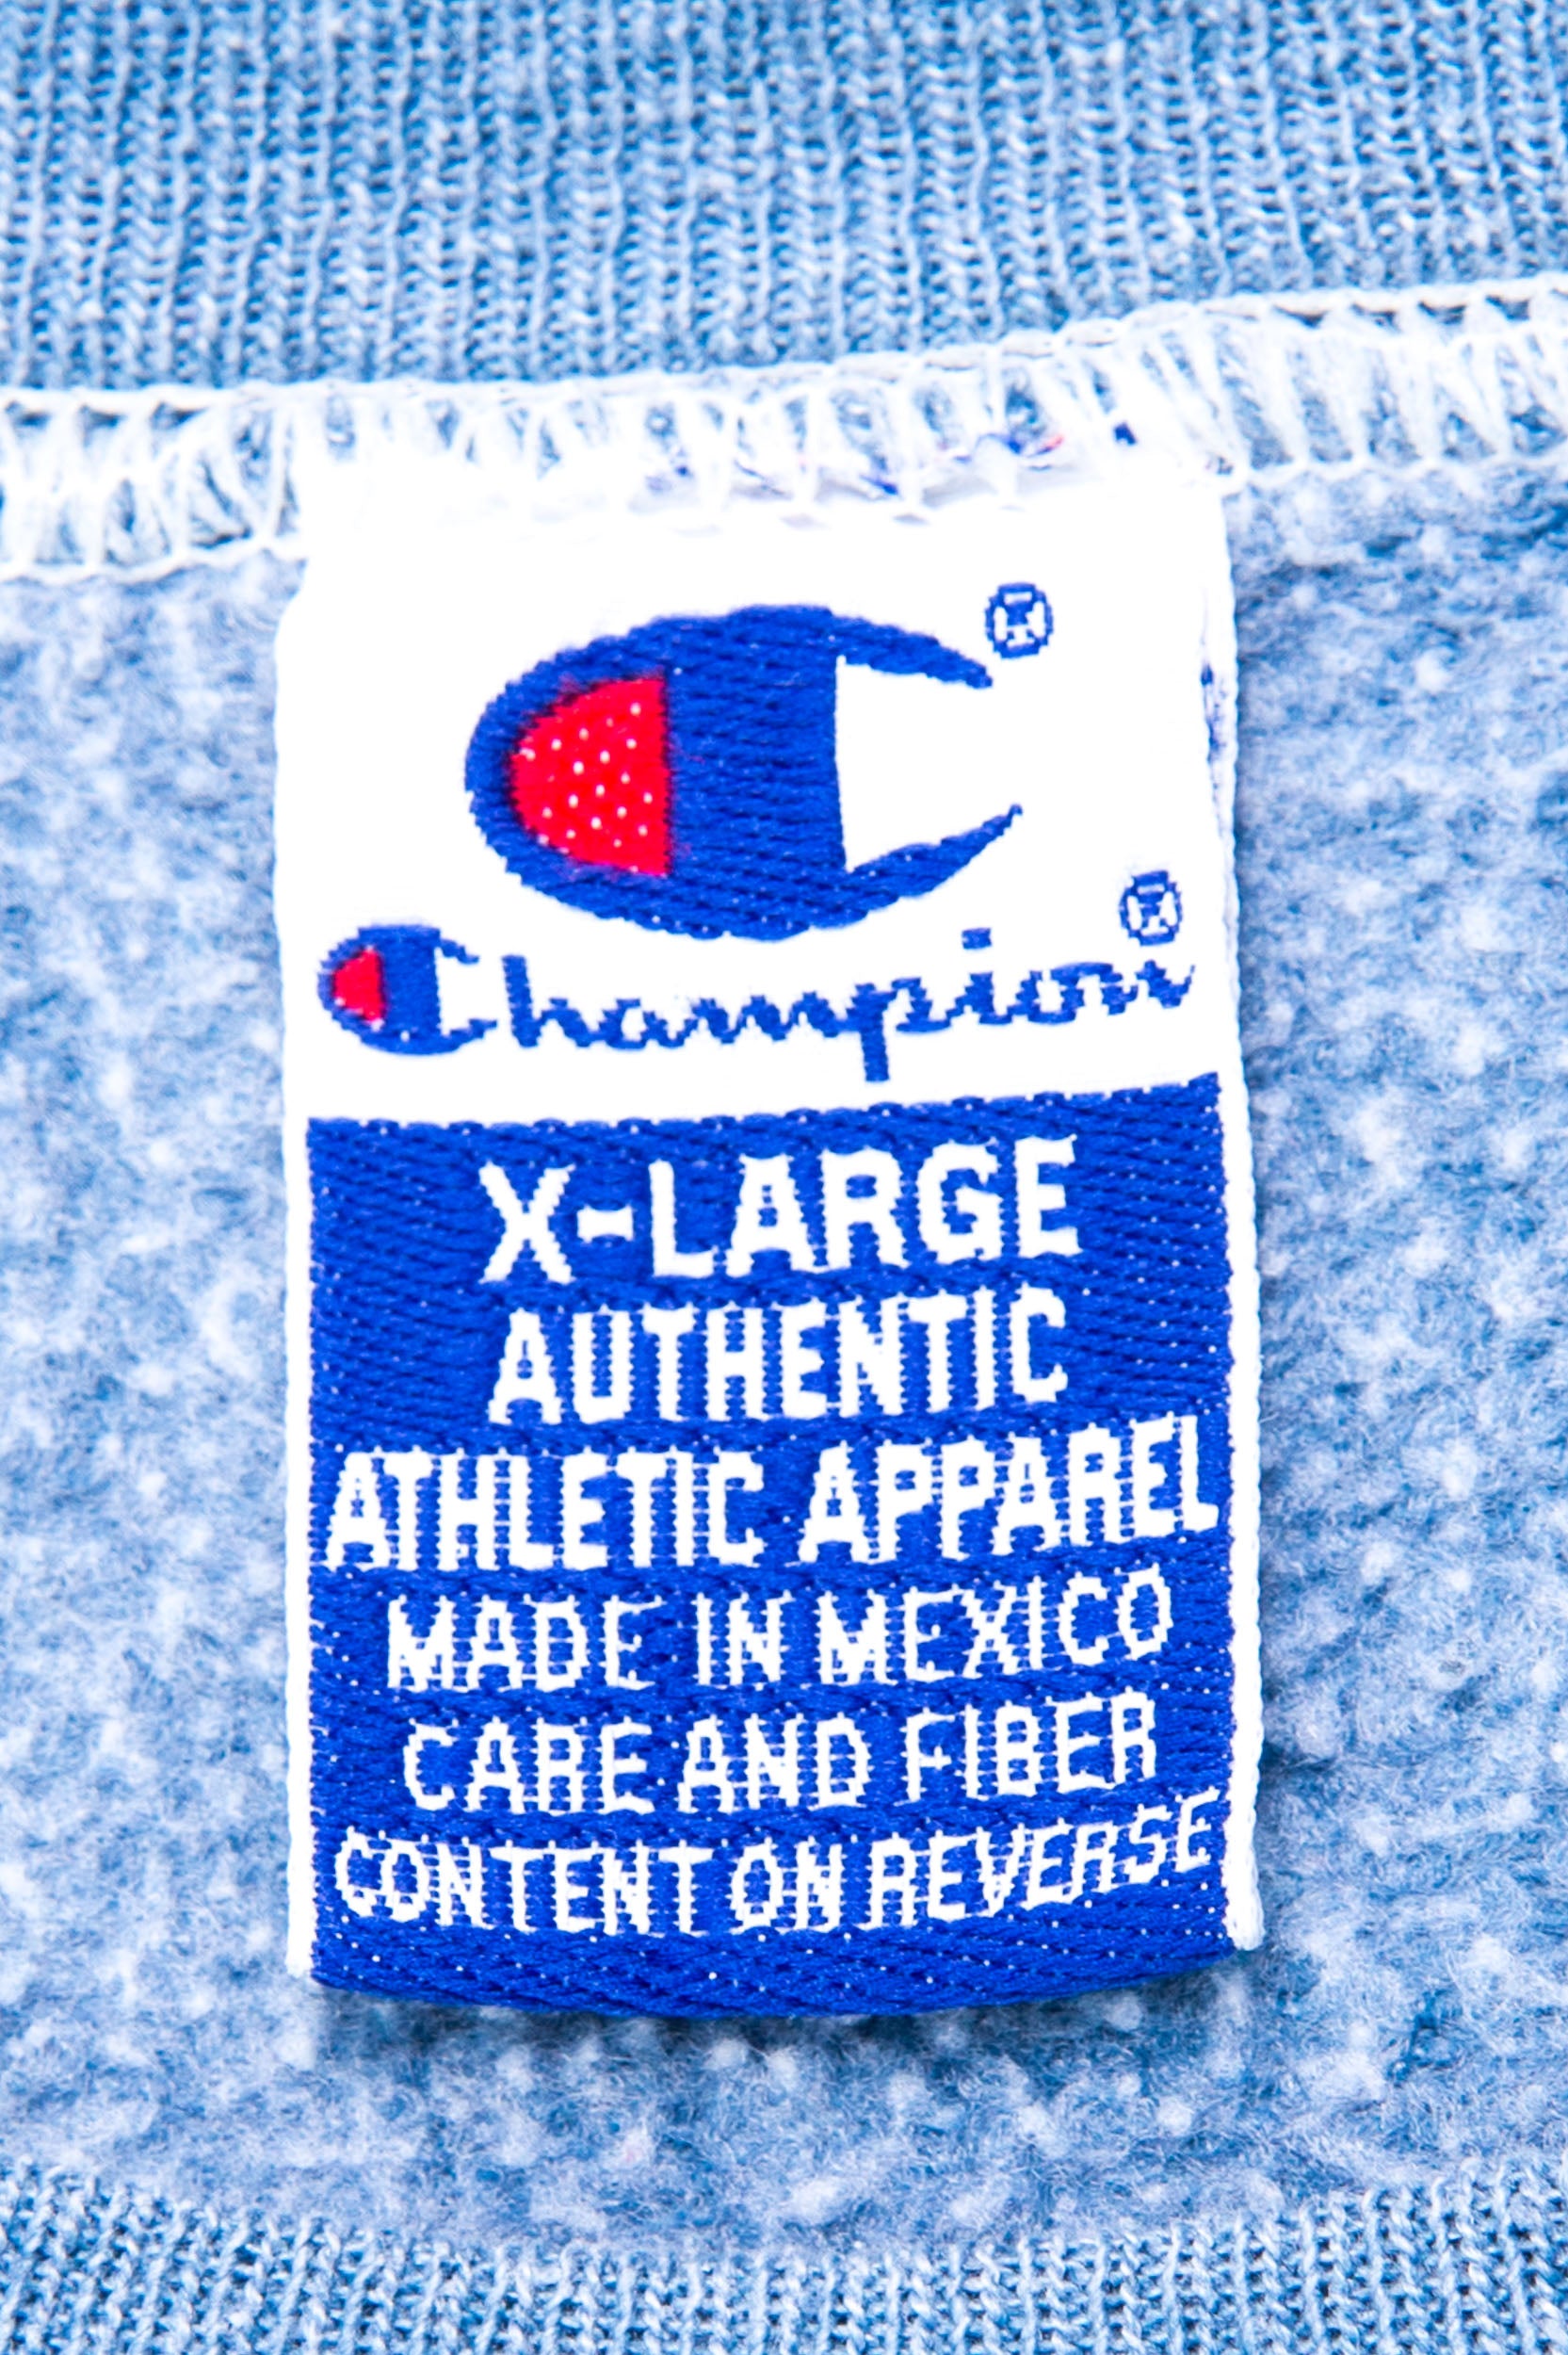 ®
Champion®
X-LARGE
AUTHENTIC
ATHLETIC APPAREL
MADE IN MEXICO
CARE AND FIBER
CONTENT ON REVERSE